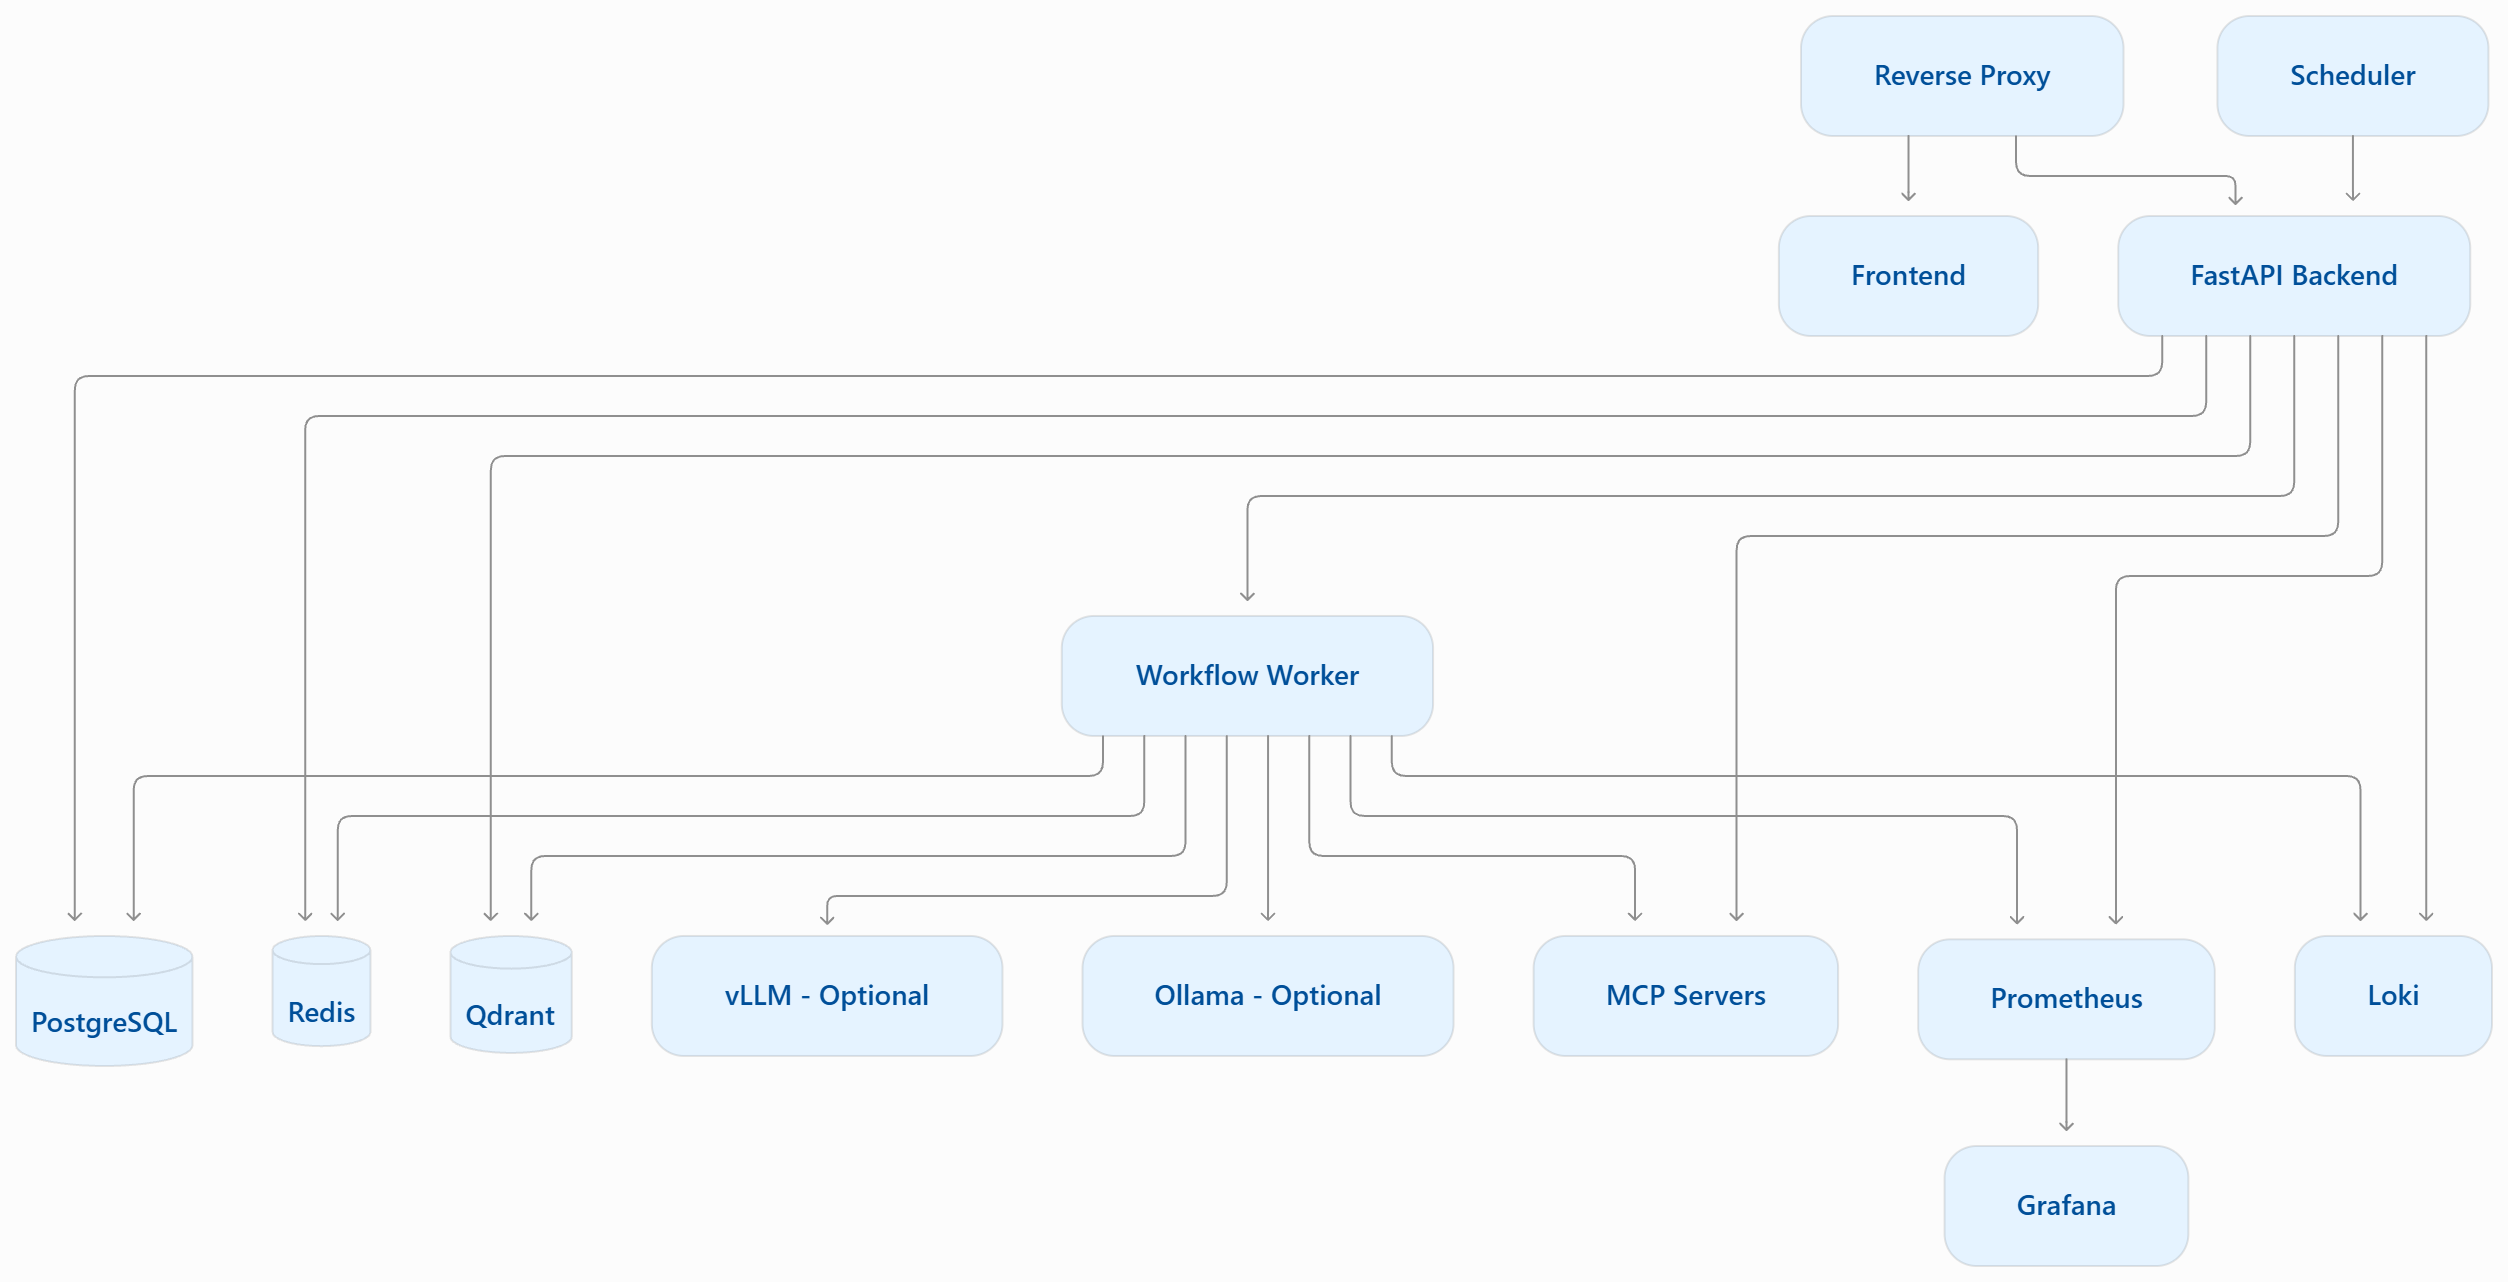 Reverse Proxy
Scheduler
Frontend
FastAPI Backend
Workflow Worker
PostgreSQL
Redis
Qdrant
vLLM - Optional
Ollama - Optional
MCP Servers
Prometheus
Loki
Grafana